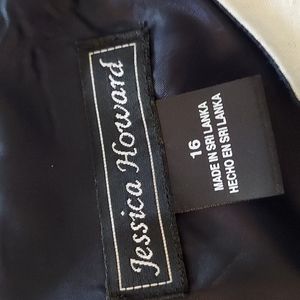 Jessica Howard
16
MADE IN SRI LANKA
HECHO EN SRI LANKA